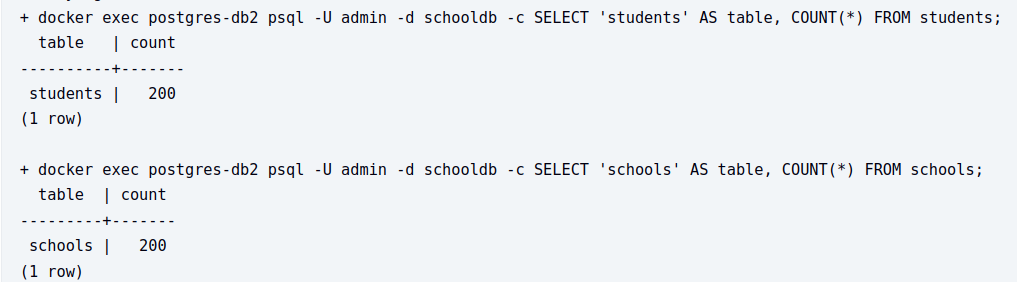 + docker exec postgres-db2 psql -U admin -d schooldb -c SELECT 'students' AS table, COUNT(*) FROM students;
  table   | count
----------+-------
 students |   200
(1 row)

+ docker exec postgres-db2 psql -U admin -d schooldb -c SELECT 'schools' AS table, COUNT(*) FROM schools;
  table  | count
---------+-------
 schools |   200
(1 row)